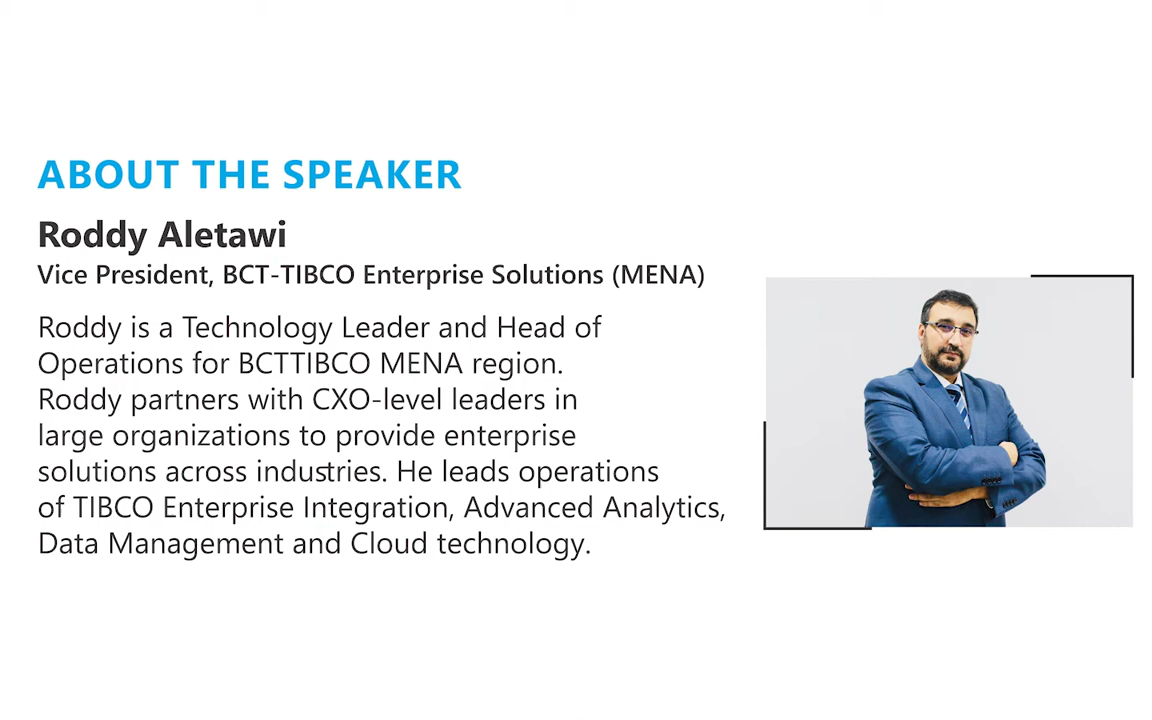 ABOUT THE SPEAKER
Roddy Aletawi
Vice President, BCT-TIBCO Enterprise Solutions (MENA)
Roddy is a Technology Leader and Head of
Operations for BCTTIBCO MENA region.
Roddy partners with CXO-level leaders in
large organizations to provide enterprise
solutions across industries. He leads operations
of TIBCO Enterprise Integration, Advanced Analytics,
Data Management and Cloud technology.